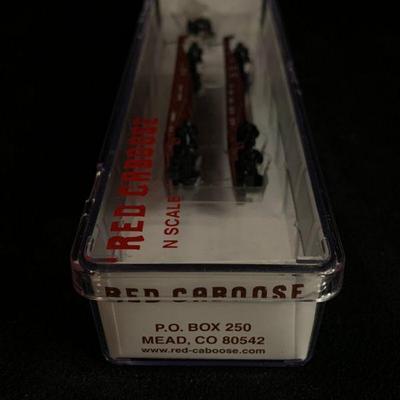 RED CABOOSE
N SCALE
RED CABOOSE
P.O. BOX 250
MEAD, CO 80542
www.red-caboose.com